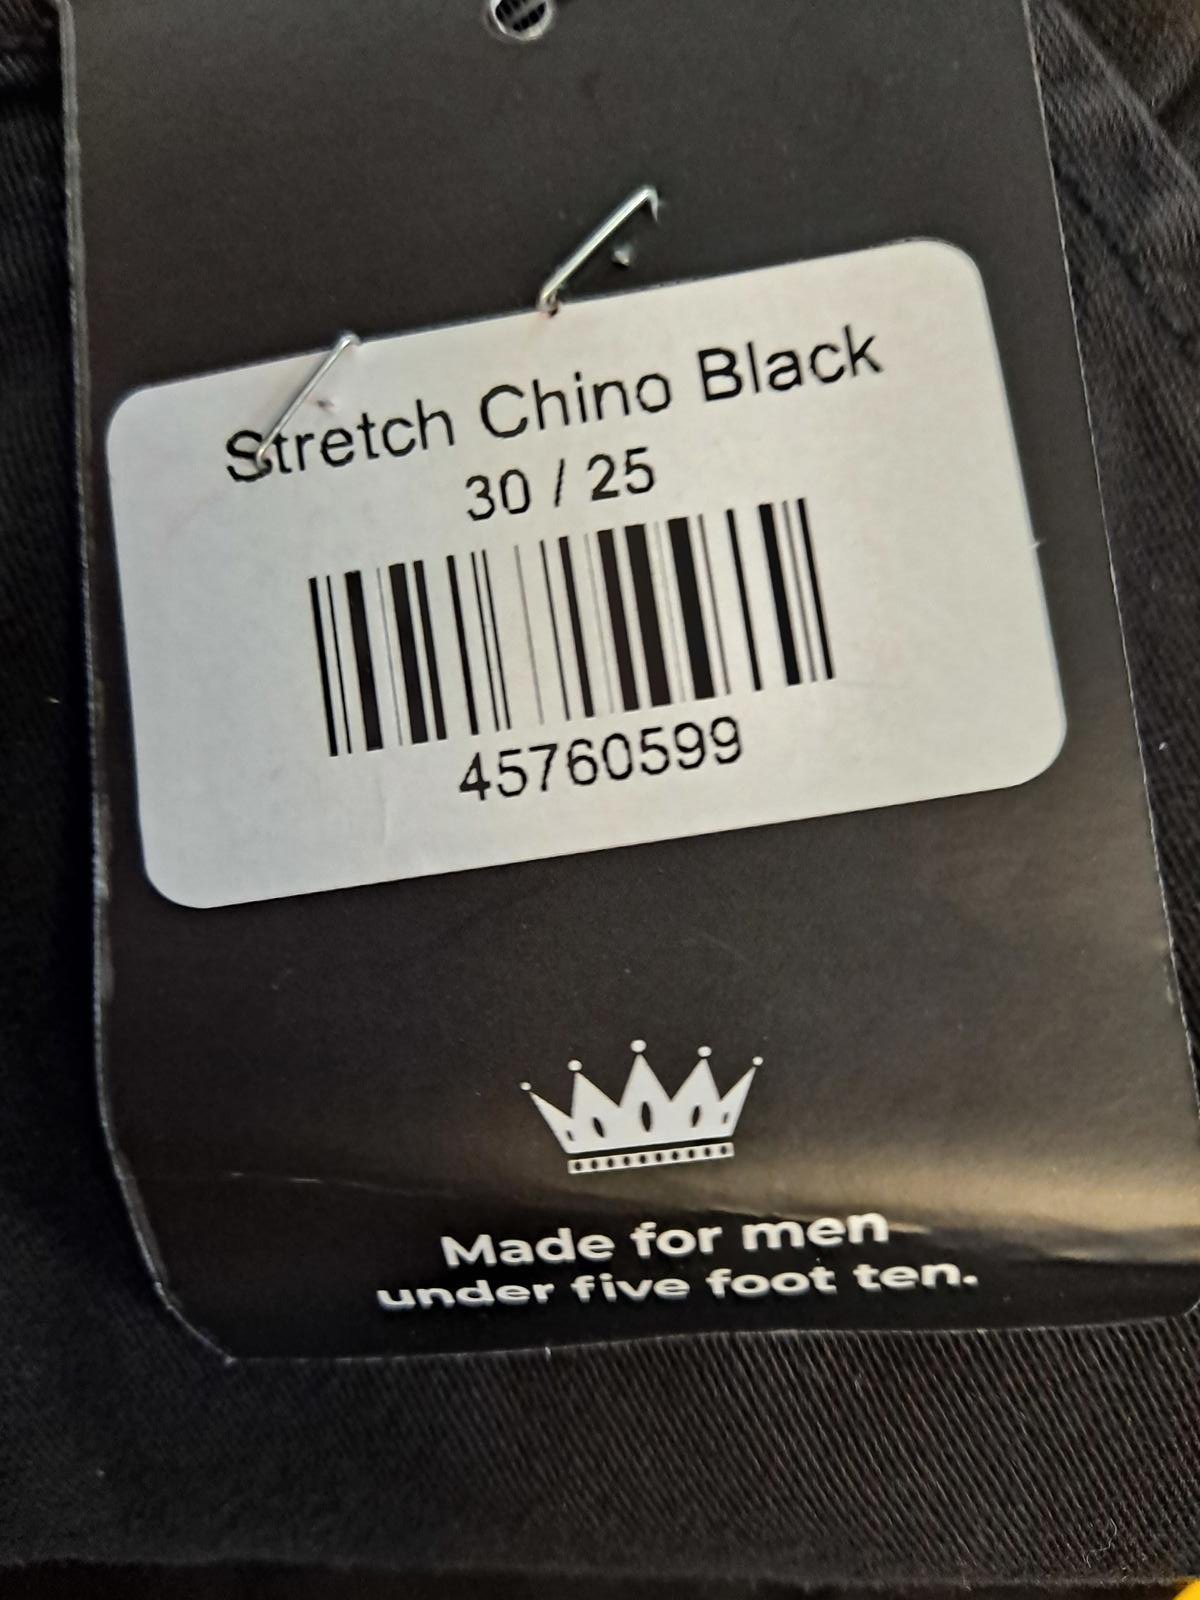 Stretch Chino Black
30 / 25
45760599
Made for men
under five foot ten.